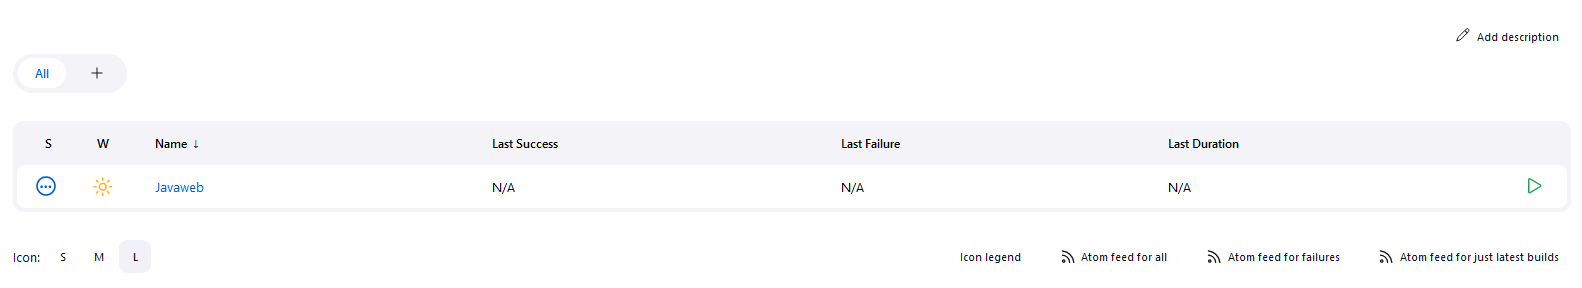 Add description
All +
S W Name ↓ Last Success Last Failure Last Duration
Javaweb N/A N/A N/A
Icon: S M L Icon legend Atom feed for all Atom feed for failures Atom feed for just latest builds